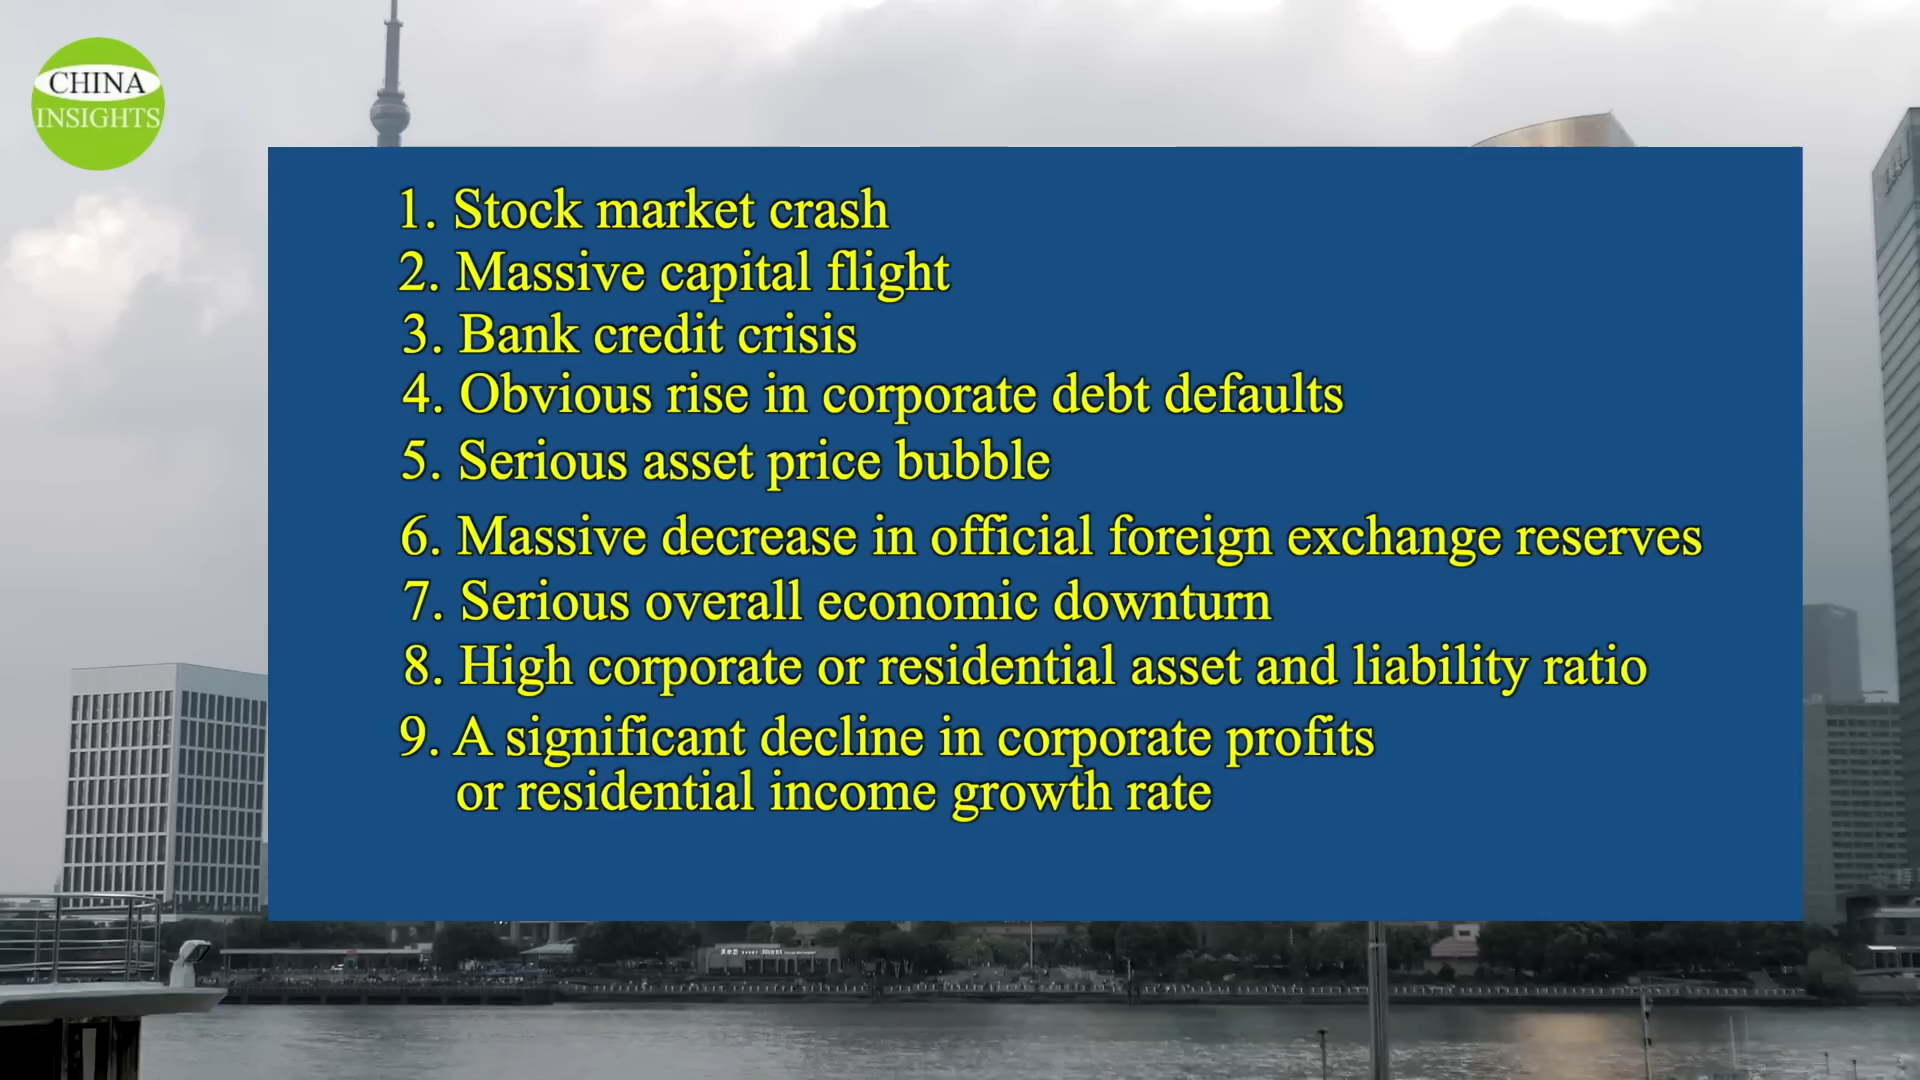 CHINA
INSIGHTS
1. Stock market crash
2. Massive capital flight
3. Bank credit crisis
4. Obvious rise in corporate debt defaults
5. Serious asset price bubble
6. Massive decrease in official foreign exchange reserves
7. Serious overall economic downturn
8. High corporate or residential asset and liability ratio
9. A significant decline in corporate profits
or residential income growth rate